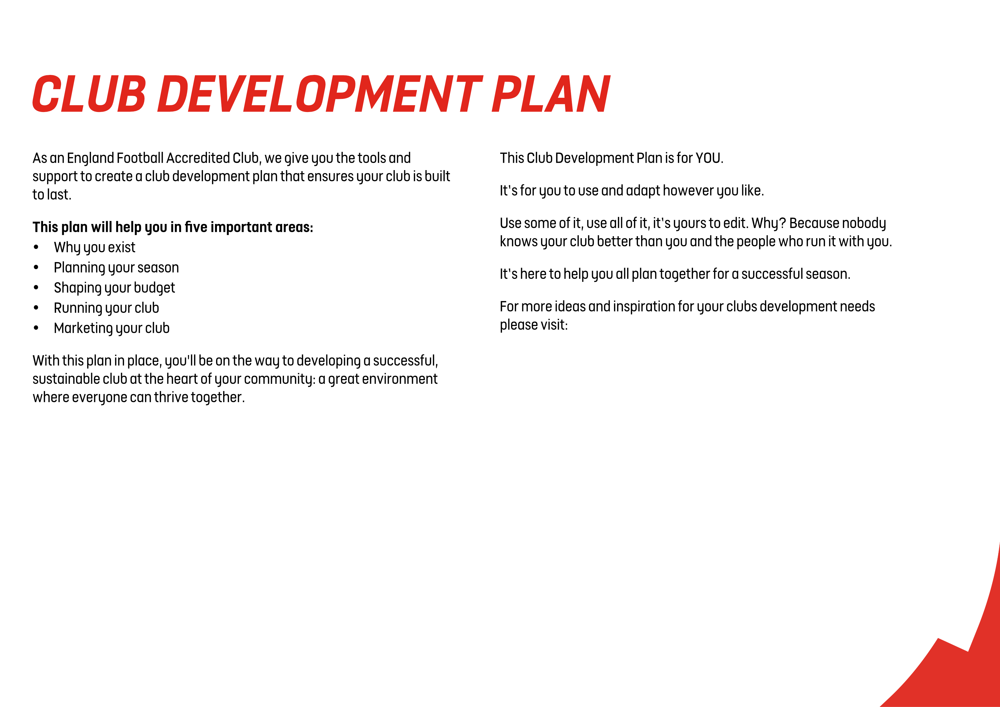 CLUB DEVELOPMENT PLAN
As an England Football Accredited Club, we give you the tools and
support to create a club development plan that ensures your club is built
to last.
This plan will help you in five important areas:
• Why you exist
• Planning your season
• Shaping your budget
• Running your club
• Marketing your club
With this plan in place, you'll be on the way to developing a successful,
sustainable club at the heart of your community: a great environment
where everyone can thrive together.
This Club Development Plan is for YOU.
It's for you to use and adapt however you like.
Use some of it, use all of it, it's yours to edit. Why? Because nobody
knows your club better than you and the people who run it with you.
It's here to help you all plan together for a successful season.
For more ideas and inspiration for your clubs development needs
please visit: